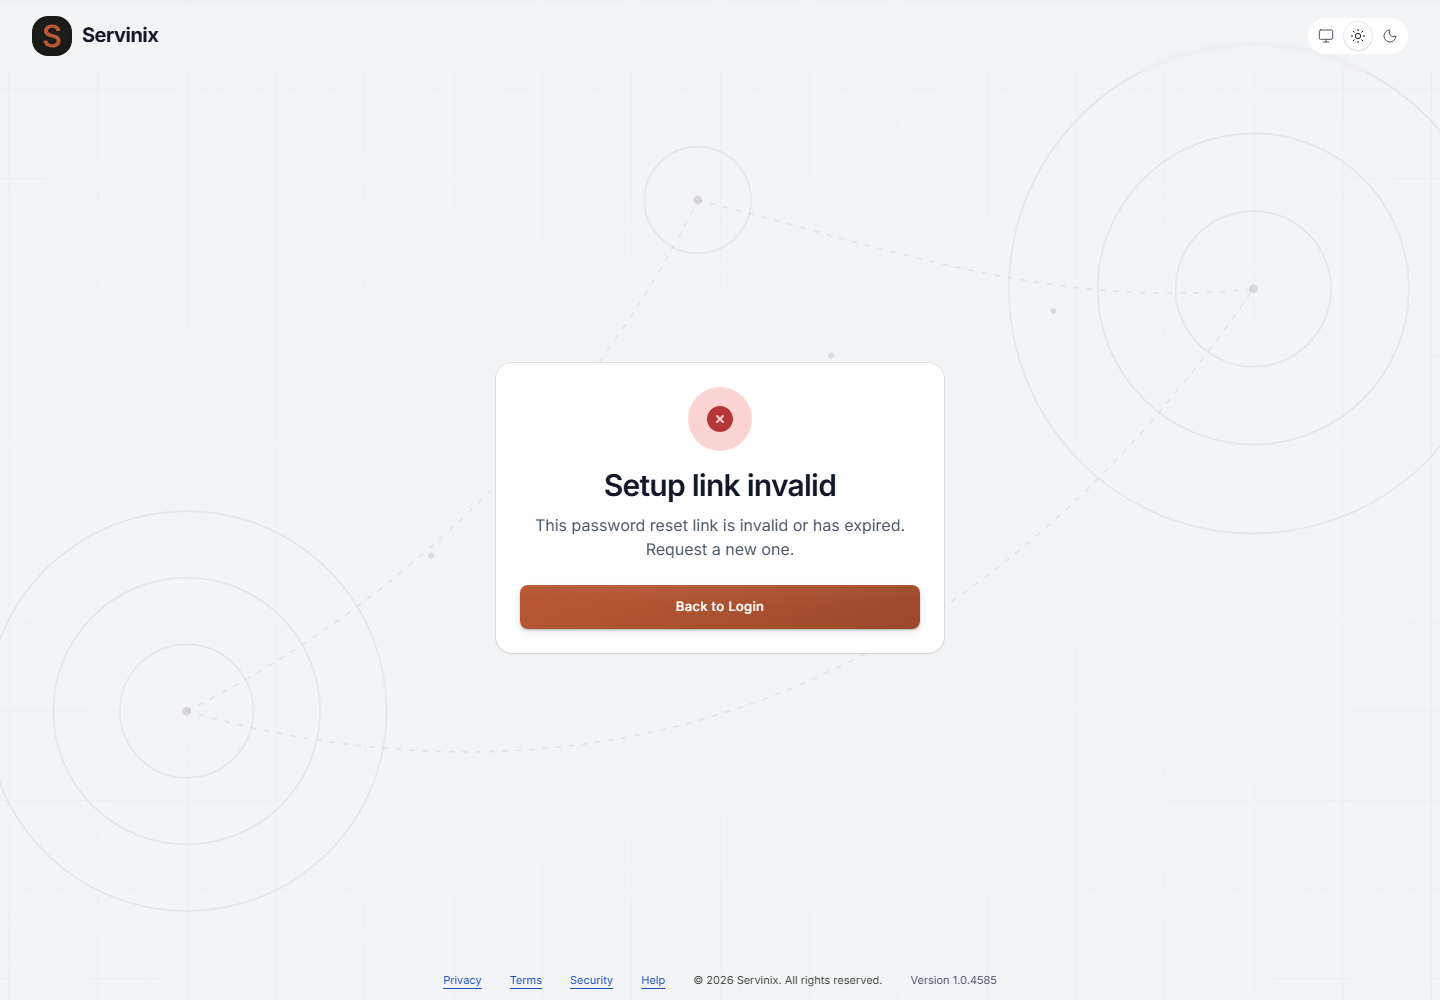 S Servinix
Setup link invalid
This password reset link is invalid or has expired.
Request a new one.
Back to Login
Privacy Terms Security Help © 2026 Servinix. All rights reserved. Version 1.0.4585